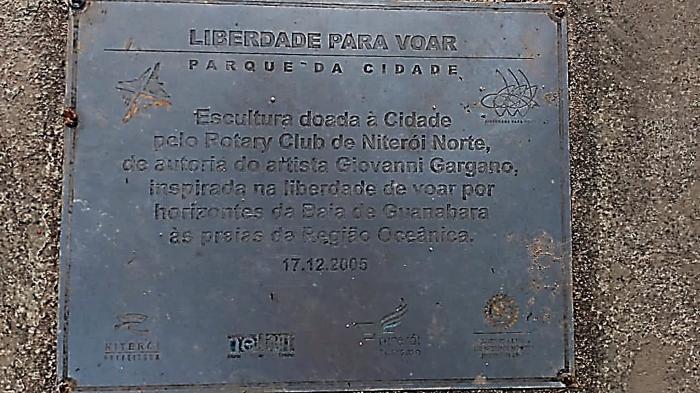 LIBERDADE PARA VOAR
PARQUE DA CIDADE
Escultura doada à Cidade
pelo Rotary Club de Niterói Norte,
de autoria do artista Giovanni Gargano,
inspirada na liberdade de voar por
horizontes da Baia de Guanabara
às praias da Região Oceânica.
17.12.2005
NITERÓI
PREFEITURA